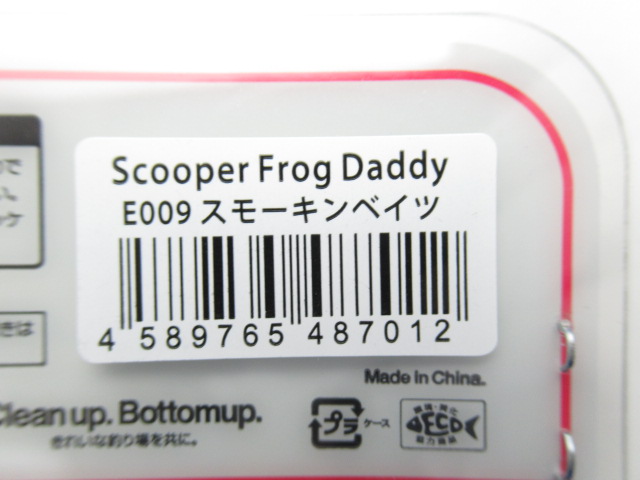 Scooper Frog Daddy
E009 スモーキンベイツ
4 589765 487012
Made in China.
Clean up. Bottomup.
きれいな釣り場を共に。
プラ ケース
ECO